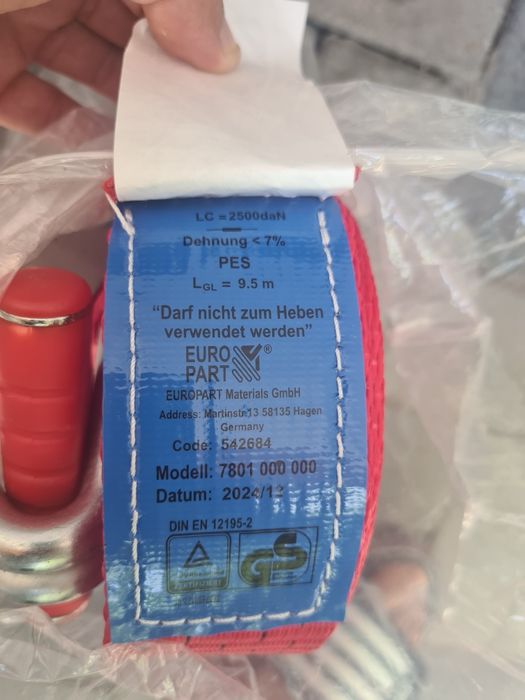 LC = 2500daN
Dehnung < 7%
PES
LGL = 9.5 m
"Darf nicht zum Heben
verwendet werden"
EURO
PART ®
EUROPART Materials GmbH
Address: Martinstr.13 58135 Hagen
Germany
Code: 542684
Modell: 7801 000 000
Datum: 2024/12
DIN EN 12195-2
GS